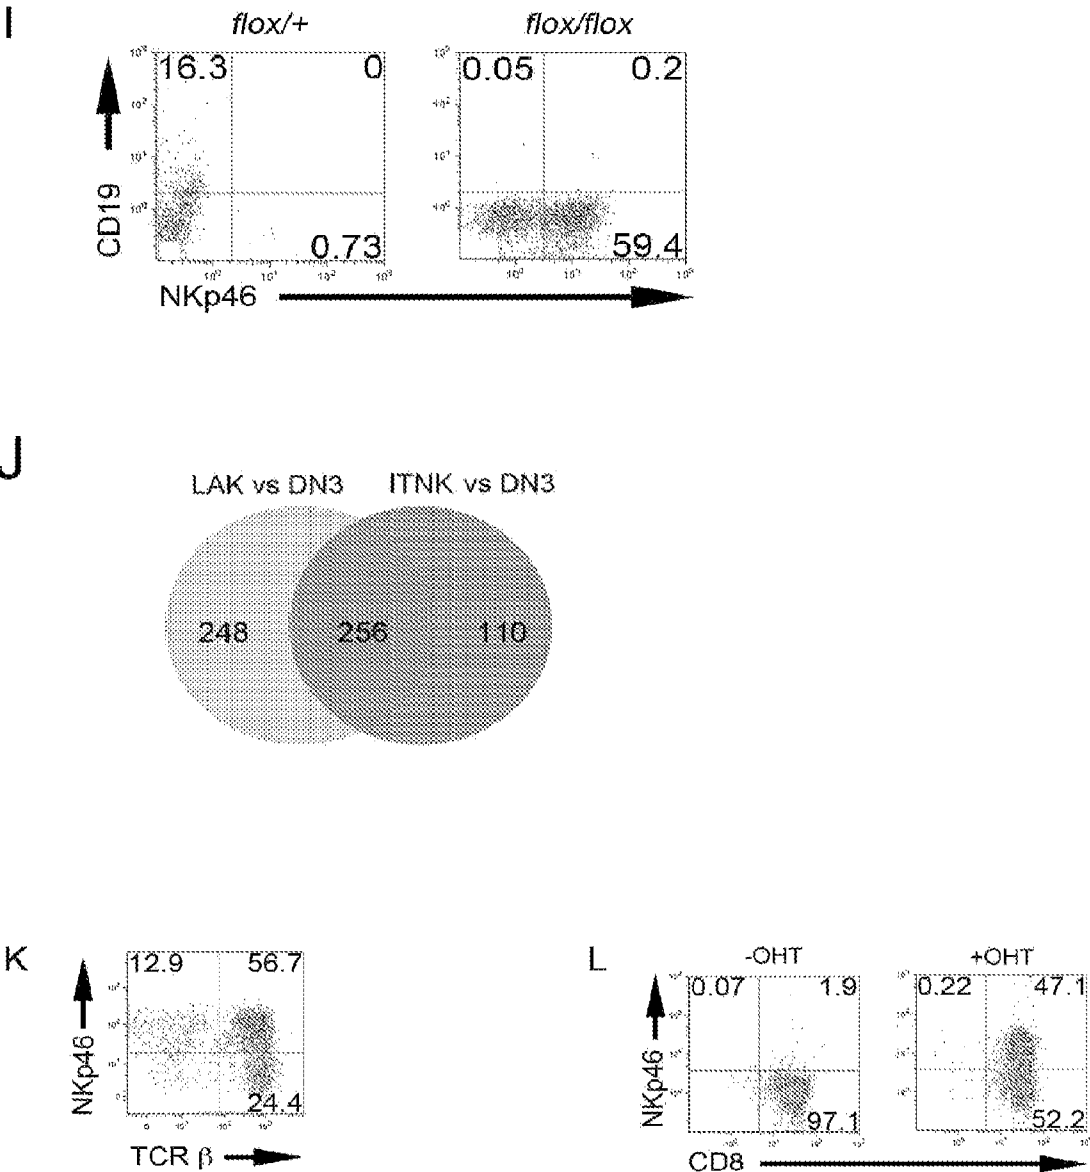 I
flox/+
flox/flox
16.3
0
0.05
0.2
CD19
0.73
59.4
NKp46
J
LAK vs DN3
ITNK vs DN3
248
256
110
K
12.9
56.7
NKp46
24.4
TCR β
L
-OHT
+OHT
0.07
1.9
0.22
47.1
NKp46
97.1
52.2
CD8